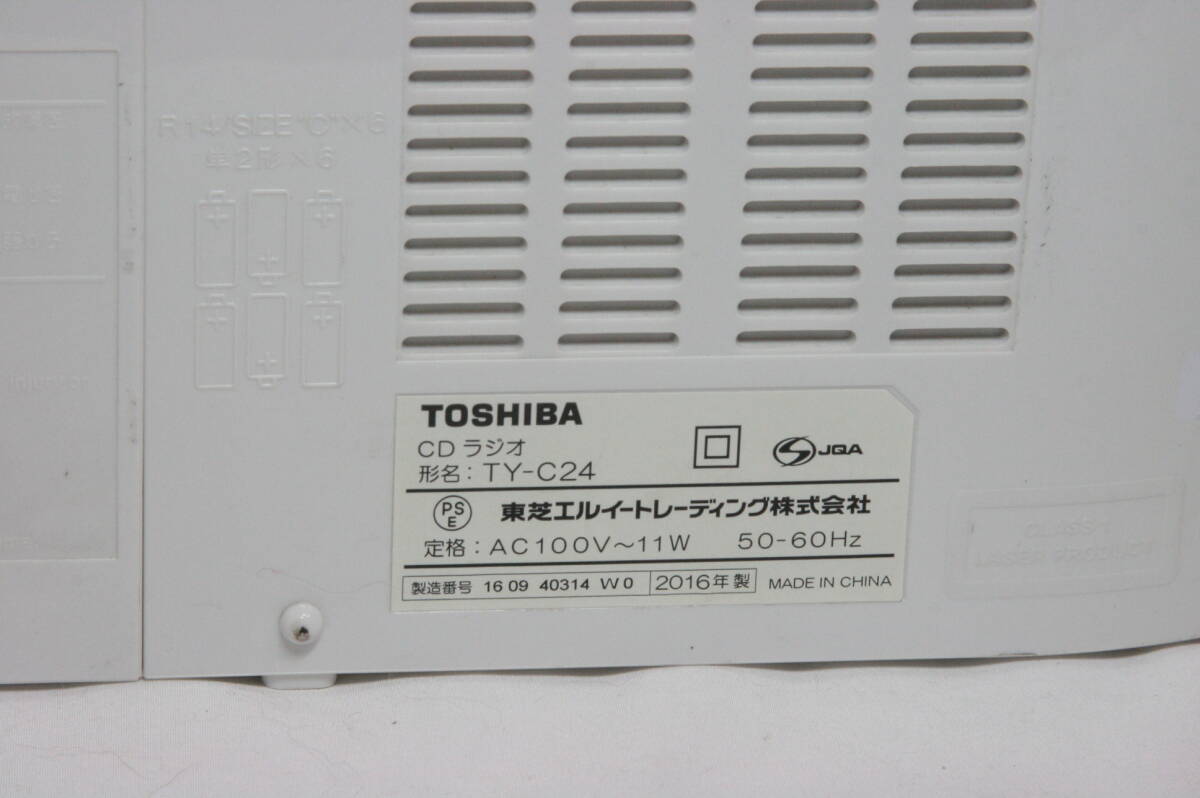 R14/SIZE "C"×6
単2形×6
TOSHIBA
CD ラジオ
形名: TY-C24
JQA
PS
E
東芝エルイートレーディング株式会社
定格: AC100V～11W 50-60Hz
製造番号 16 09 40314 W0 2016年製 MADE IN CHINA
CLASS 1
LASER PRODUCT